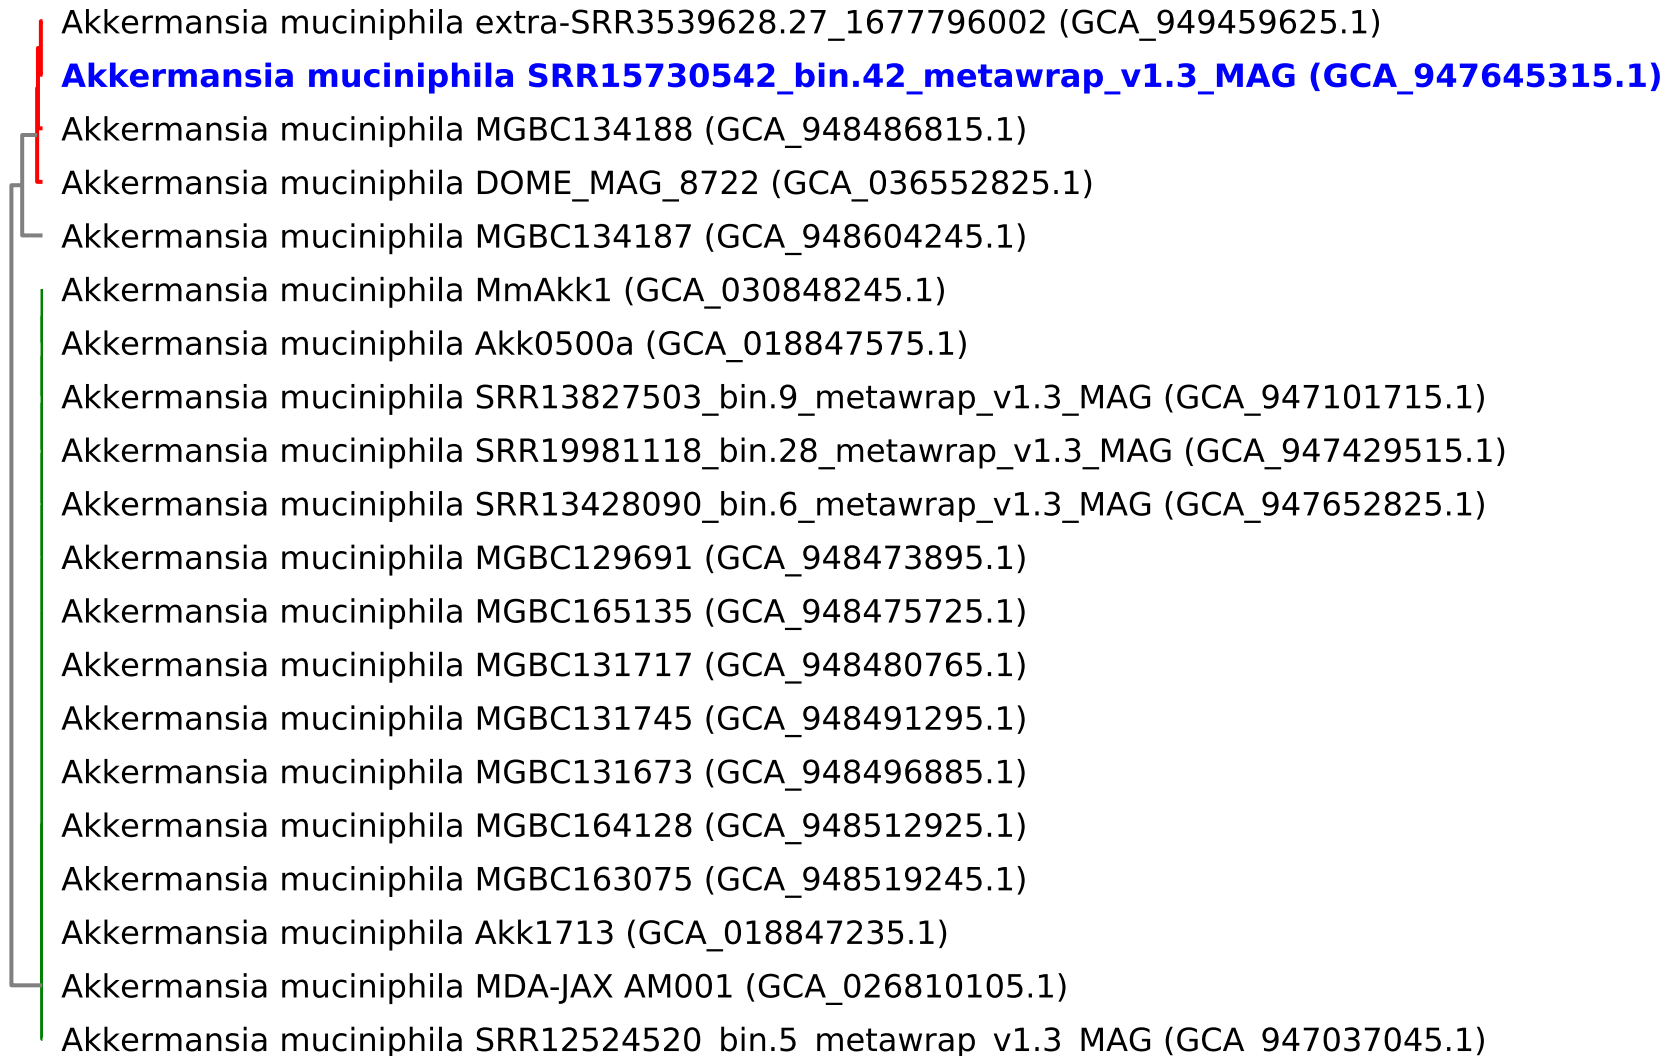 Akkermansia muciniphila extra-SRR3539628.27_1677796002 (GCA_949459625.1)
Akkermansia muciniphila SRR15730542_bin.42_metawrap_v1.3_MAG (GCA_947645315.1)
Akkermansia muciniphila MGBC134188 (GCA_948486815.1)
Akkermansia muciniphila DOME_MAG_8722 (GCA_036552825.1)
Akkermansia muciniphila MGBC134187 (GCA_948604245.1)
Akkermansia muciniphila MmAkk1 (GCA_030848245.1)
Akkermansia muciniphila Akk0500a (GCA_018847575.1)
Akkermansia muciniphila SRR13827503_bin.9_metawrap_v1.3_MAG (GCA_947101715.1)
Akkermansia muciniphila SRR19981118_bin.28_metawrap_v1.3_MAG (GCA_947429515.1)
Akkermansia muciniphila SRR13428090_bin.6_metawrap_v1.3_MAG (GCA_947652825.1)
Akkermansia muciniphila MGBC129691 (GCA_948473895.1)
Akkermansia muciniphila MGBC165135 (GCA_948475725.1)
Akkermansia muciniphila MGBC131717 (GCA_948480765.1)
Akkermansia muciniphila MGBC131745 (GCA_948491295.1)
Akkermansia muciniphila MGBC131673 (GCA_948496885.1)
Akkermansia muciniphila MGBC164128 (GCA_948512925.1)
Akkermansia muciniphila MGBC163075 (GCA_948519245.1)
Akkermansia muciniphila Akk1713 (GCA_018847235.1)
Akkermansia muciniphila MDA-JAX AM001 (GCA_026810105.1)
Akkermansia muciniphila SRR12524520_bin.5_metawrap_v1.3_MAG (GCA_947037045.1)